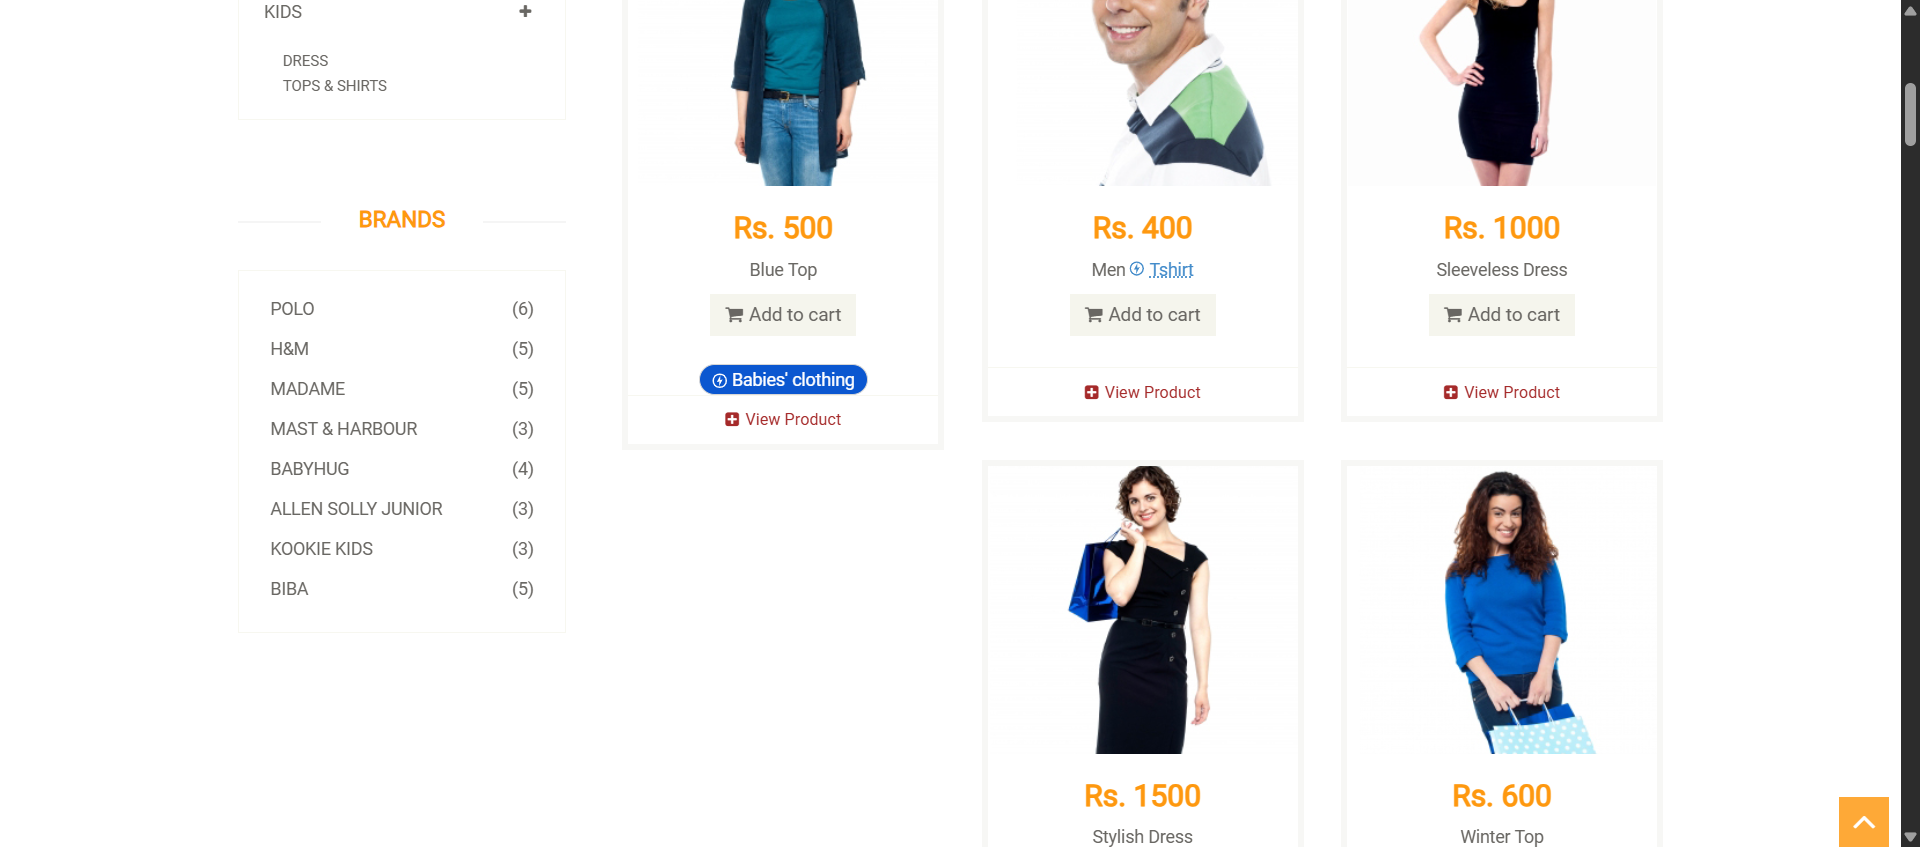 KIDS
DRESS
TOPS & SHIRTS
BRANDS
POLO (6)
H&M (5)
MADAME (5)
MAST & HARBOUR (3)
BABYHUG (4)
ALLEN SOLLY JUNIOR (3)
KOOKIE KIDS (3)
BIBA (5)
Rs. 500
Blue Top
Add to cart
Babies' clothing
View Product
Rs. 400
Men Tshirt
Add to cart
View Product
Rs. 1000
Sleeveless Dress
Add to cart
View Product
Rs. 1500
Stylish Dress
Rs. 600
Winter Top